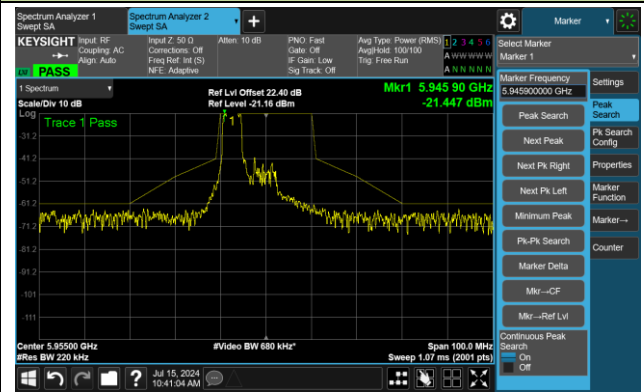 Spectrum Analyzer 1
Swept SA
Spectrum Analyzer 2
Swept SA
Marker
KEYSIGHT
Input: RF
Coupling: AC
Align: Auto
Input Z: 50 Ω
Corrections: Off
Freq Ref: Int (S)
NFE: Adaptive
Atten: 10 dB
PNO: Fast
Gate: Off
IF Gain: Low
Sig Track: Off
Avg Type: Power (RMS)
Avg|Hold: 100/100
Trig: Free Run
1 2 3 4 5 6
A W W W W W
A N N N N N
LXI
PASS
Select Marker
Marker 1
1 Spectrum
Scale/Div 10 dB
Ref Lvl Offset 22.40 dB
Ref Level -21.16 dBm
Mkr1 5.945 90 GHz
-21.447 dBm
Log
Trace 1 Pass
1
-31.2
-41.2
-51.2
-61.2
-71.2
-81.2
-91.2
-101
-111
Center 5.95500 GHz
#Res BW 220 kHz
#Video BW 680 kHz*
Span 100.0 MHz
Sweep 1.07 ms (2001 pts)
Marker Frequency
5.945900000 GHz
Peak Search
Next Peak
Next Pk Right
Next Pk Left
Minimum Peak
Pk-Pk Search
Marker Delta
Mkr→CF
Mkr→Ref Lvl
Continuous Peak
Search
On
Off
Settings
Peak
Search
Pk Search
Config
Properties
Marker
Function
Marker→
Counter
Jul 15, 2024
10:41:04 AM